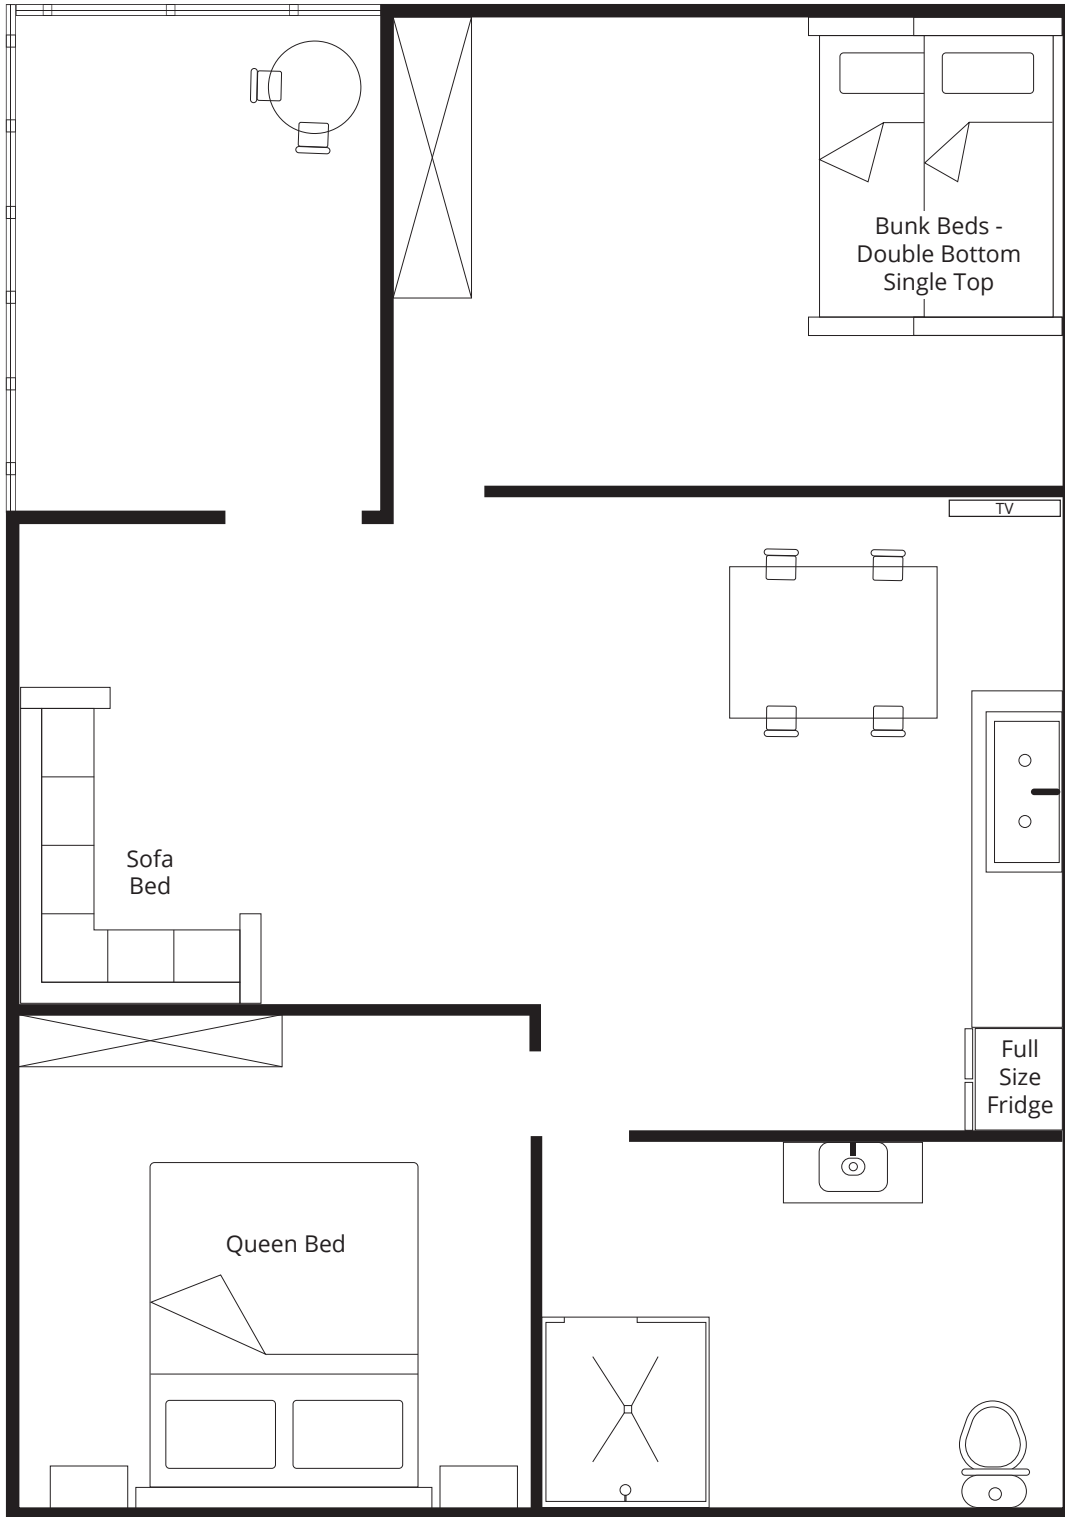 Bunk Beds -
Double Bottom
Single Top
TV
Sofa
Bed
Full
Size
Fridge
Queen Bed